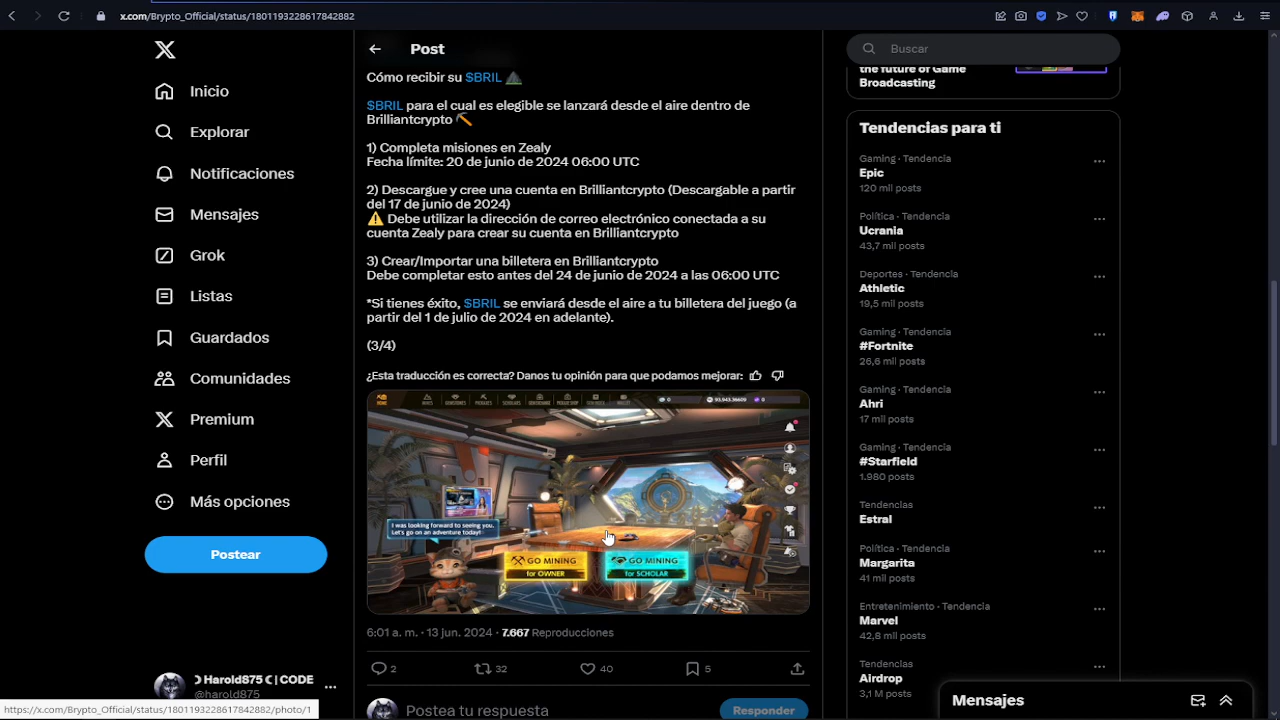 x.com/Brypto_Official/status/1801193228617842882
Inicio
Explorar
Notificaciones
Mensajes
Grok
Listas
Guardados
Comunidades
Premium
Perfil
Más opciones
Postear
☽Harold875☾ | CODE
@harold875
https://x.com/Brypto_Official/status/1801193228617842882/photo/1
Post
Cómo recibir su $BRIL
$BRIL para el cual es elegible se lanzará desde el aire dentro de
Brilliantcrypto
1) Completa misiones en Zealy
Fecha límite: 20 de junio de 2024 06:00 UTC
2) Descargue y cree una cuenta en Brilliantcrypto (Descargable a partir
del 17 de junio de 2024)
⚠️ Debe utilizar la dirección de correo electrónico conectada a su
cuenta Zealy para crear su cuenta en Brilliantcrypto
3) Crear/Importar una billetera en Brilliantcrypto
Debe completar esto antes del 24 de junio de 2024 a las 06:00 UTC
*Si tienes éxito, $BRIL se enviará desde el aire a tu billetera del juego (a
partir del 1 de julio de 2024 en adelante).
(3/4)
¿Esta traducción es correcta? Danos tu opinión para que podamos mejorar:
I was looking forward to seeing you.
Let's go on an adventure today!
GO MINING
for OWNER
GO MINING
for SCHOLAR
6:01 a. m. · 13 jun. 2024 · 7.667 Reproducciones
2
32
40
5
Postea tu respuesta
Responder
Buscar
the future of Game
Broadcasting
Tendencias para ti
Gaming · Tendencia
Epic
120 mil posts
Política · Tendencia
Ucrania
43,7 mil posts
Deportes · Tendencia
Athletic
19,5 mil posts
Gaming · Tendencia
#Fortnite
26,6 mil posts
Gaming · Tendencia
Ahri
17 mil posts
Gaming · Tendencia
#Starfield
1.980 posts
Tendencias
Estral
Política · Tendencia
Margarita
41 mil posts
Entretenimiento · Tendencia
Marvel
42,8 mil posts
Tendencias
Airdrop
3,1 M posts
Mensajes